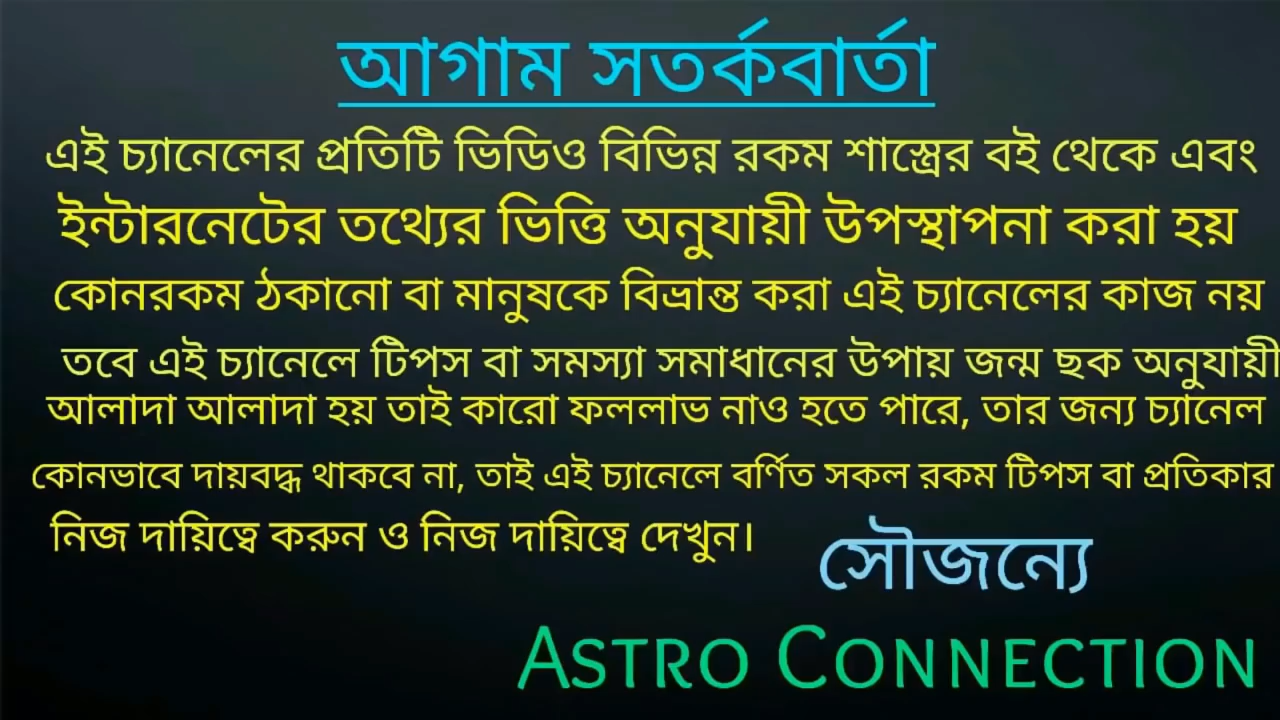 আগাম সতর্কবার্তা
এই চ্যানেলের প্রতিটি ভিডিও বিভিন্ন রকম শাস্ত্রের বই থেকে এবং
ইন্টারনেটের তথ্যের ভিত্তি অনুযায়ী উপস্থাপনা করা হয়
কোনরকম ঠকানো বা মানুষকে বিভ্রান্ত করা এই চ্যানেলের কাজ নয়
তবে এই চ্যানেলে টিপস বা সমস্যা সমাধানের উপায় জন্ম ছক অনুযায়ী
আলাদা আলাদা হয় তাই কারো ফললাভ নাও হতে পারে, তার জন্য চ্যানেল
কোনভাবে দায়বদ্ধ থাকবে না, তাই এই চ্যানেলে বর্ণিত সকল রকম টিপস বা প্রতিকার
নিজ দায়িত্বে করুন ও নিজ দায়িত্বে দেখুন।
সৌজন্যে
ASTRO CONNECTION